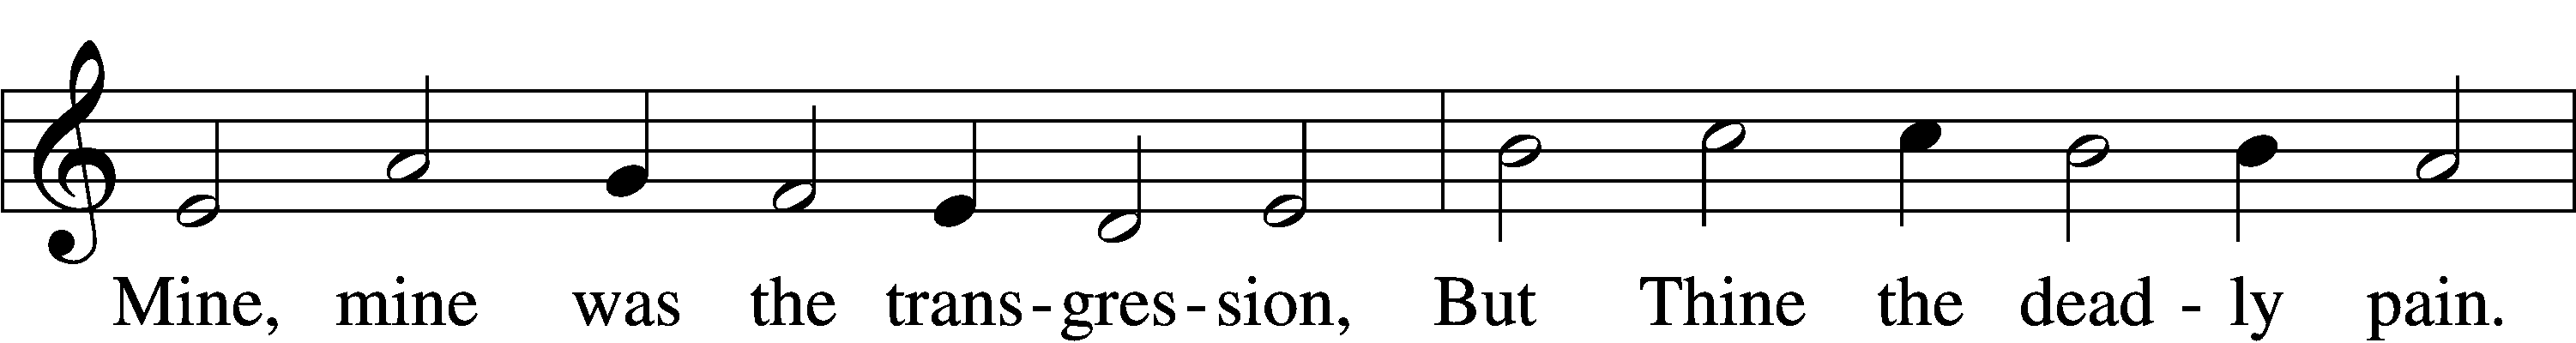 Mine, mine was the trans-gres-sion, But Thine the dead - ly pain.